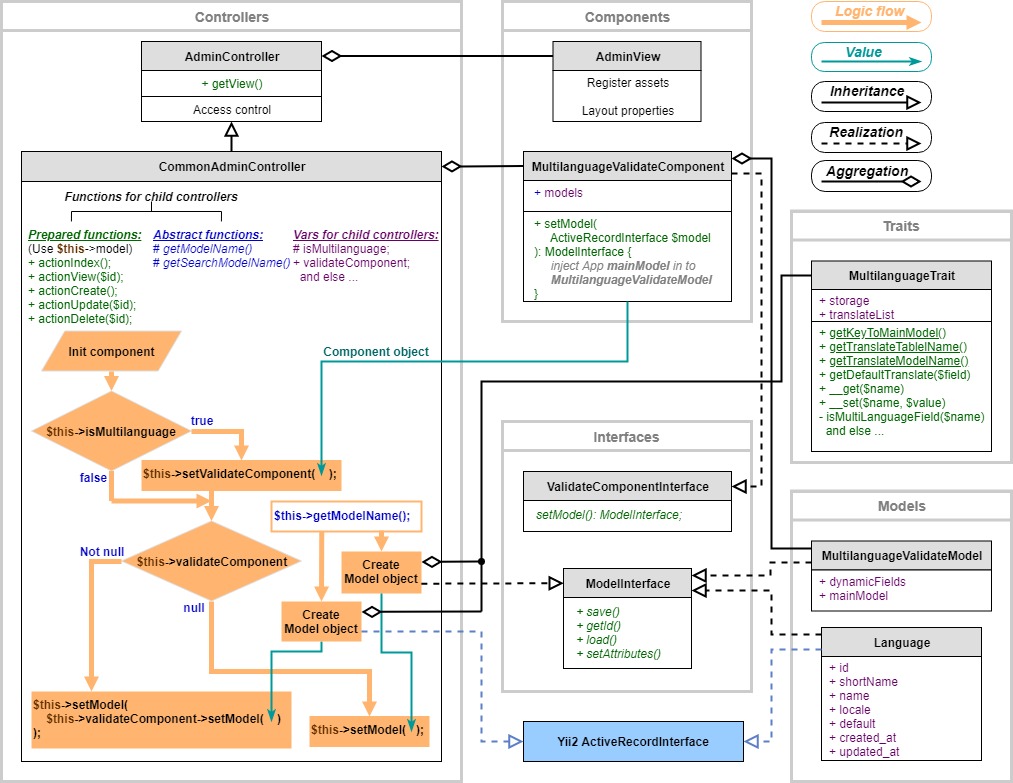 Controllers
AdminController
+ getView()
Access control
CommonAdminController
Functions for child controllers
Prepared functions:
(Use $this->model)
+ actionIndex();
+ actionView($id);
+ actionCreate();
+ actionUpdate($id);
+ actionDelete($id);
Abstract functions:
# getModelName()
# getSearchModelName()
Vars for child controllers:
# isMultilanguage;
+ validateComponent;
and else ...
Init component
$this->isMultilanguage
true
false
$this->setValidateComponent( );
$this->getModelName();
$this->validateComponent
Not null
null
Create
Model object
Create
Model object
$this->setModel(
$this->validateComponent->setModel( )
);
$this->setModel( );
Component object
Components
AdminView
Register assets
Layout properties
MultilanguageValidateComponent
+ models
+ setModel(
ActiveRecordInterface $model
): ModelInterface {
inject App mainModel in to
MultilanguageValidateModel
}
Interfaces
ValidateComponentInterface
setModel(): ModelInterface;
ModelInterface
+ save()
+ getId()
+ load()
+ setAttributes()
Yii2 ActiveRecordInterface
Logic flow
Value
Inheritance
Realization
Aggregation
Traits
MultilanguageTrait
+ storage
+ translateList
+ getKeyToMainModel()
+ getTranslateTablelName()
+ getTranslateModelName()
+ getDefaultTranslate($field)
+ __get($name)
+ __set($name, $value)
- isMultiLanguageField($name)
and else ...
Models
MultilanguageValidateModel
+ dynamicFields
+ mainModel
Language
+ id
+ shortName
+ name
+ locale
+ default
+ created_at
+ updated_at